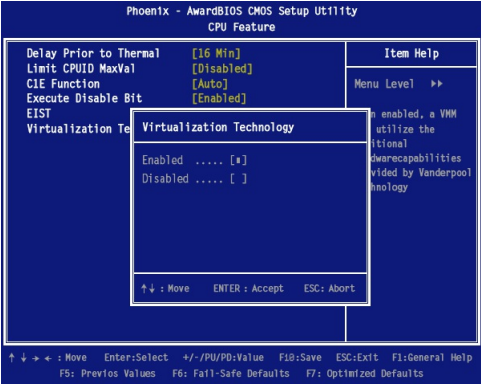 Phoenix - AwardBIOS CMOS Setup Utility
CPU Feature
Delay Prior to Thermal [16 Min]
Limit CPUID MaxVal [Disabled]
C1E Function [Auto]
Execute Disable Bit [Enabled]
EIST
Virtualization Te
Item Help
Menu Level ▸▸
n enabled, a VMM
utilize the
itional
dwarecapabilities
vided by Vanderpool
hnology
Virtualization Technology
Enabled ..... [▪]
Disabled ..... [ ]
↑↓ : Move ENTER : Accept ESC: Abort
↑ ↓ → ← : Move Enter:Select +/-/PU/PD:Value F10:Save ESC:Exit F1:General Help
F5: Previos Values F6: Fail-Safe Defaults F7: Optimized Defaults